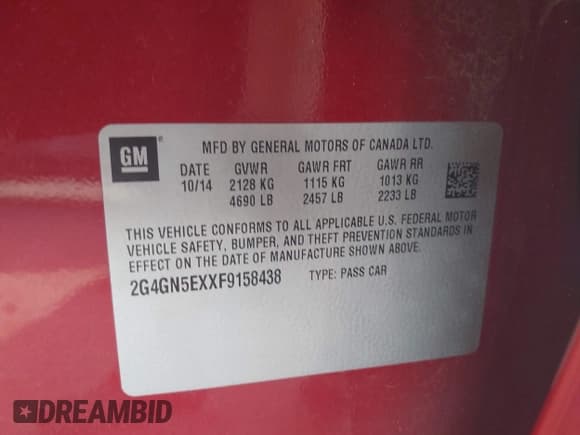 GM
MFD BY GENERAL MOTORS OF CANADA LTD.
DATE GVWR GAWR FRT GAWR RR
10/14 2128 KG 1115 KG 1013 KG
4690 LB 2457 LB 2233 LB
THIS VEHICLE CONFORMS TO ALL APPLICABLE U.S. FEDERAL MOTOR
VEHICLE SAFETY, BUMPER, AND THEFT PREVENTION STANDARDS IN
EFFECT ON THE DATE OF MANUFACTURE SHOWN ABOVE.
2G4GN5EXXF9158438 TYPE: PASS CAR
DREAMBID